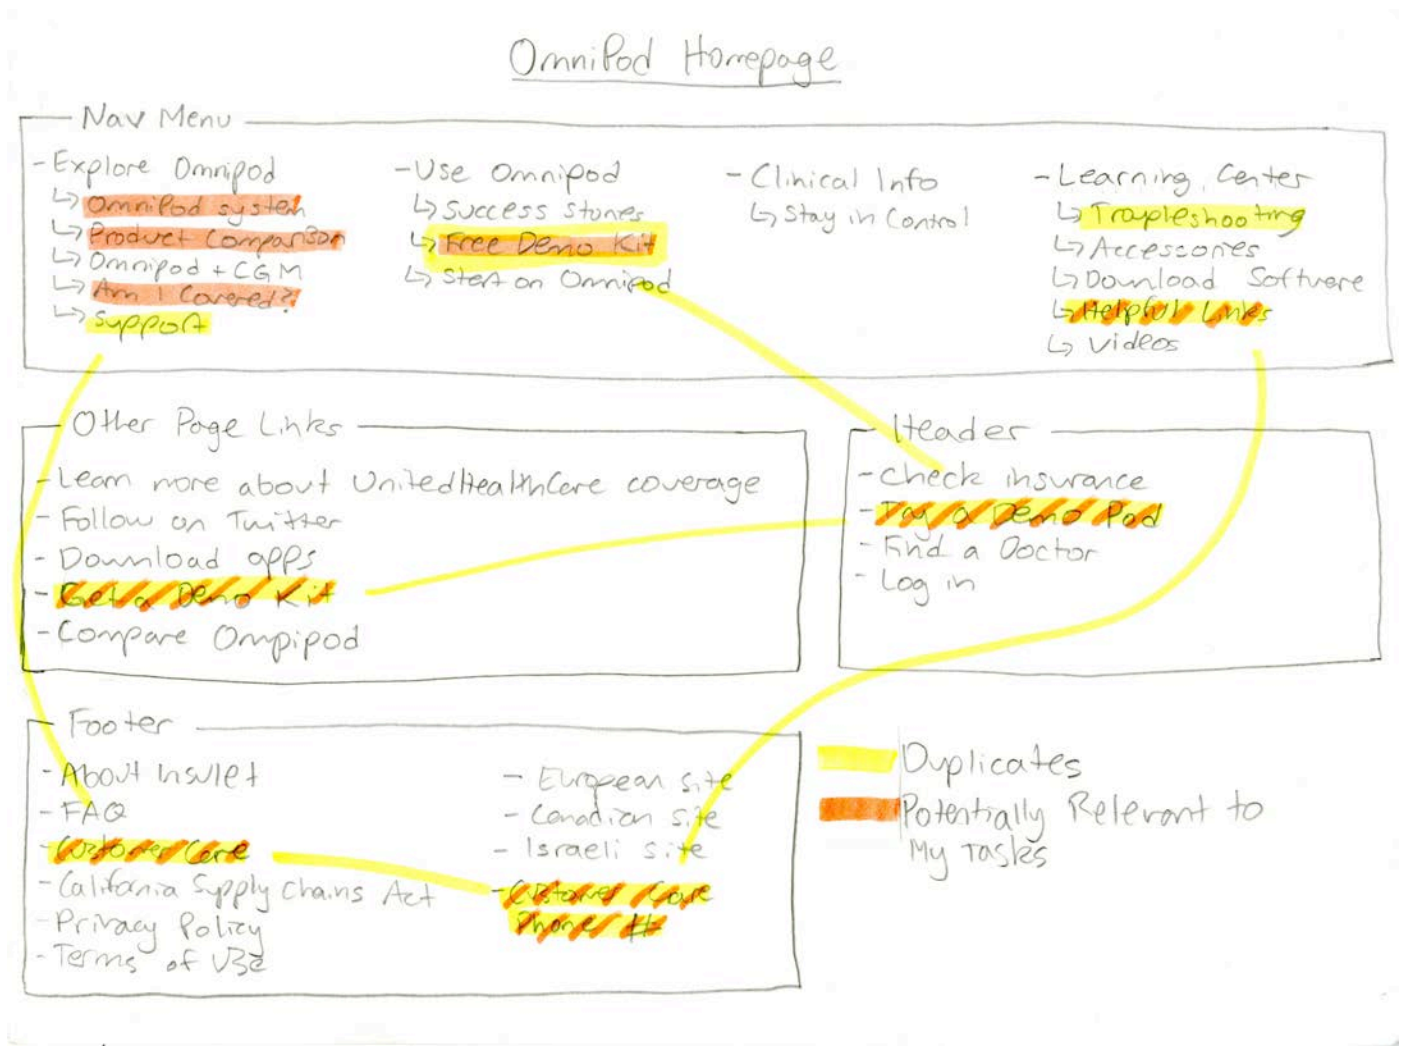 OmniPod Homepage
Nav Menu
- Explore Omnipod
↳ OmniPod system
↳ Product Comparison
↳ Omnipod + CGM
↳ Am I Covered?
↳ Support
- Use Omnipod
↳ Success stories
↳ Free Demo Kit
↳ Start on Omnipod
- Clinical Info
↳ Stay in Control
- Learning Center
↳ Troupleshooting
↳ Accessories
↳ Download Software
↳ Helpful Links
↳ Videos
Other Page Links
- Learn more about UnitedHealthCare coverage
- Follow on Twitter
- Download apps
- Get a Demo Kit
- Compare Ompipod
Header
- Check insurance
- Try a Demo Pod
- Find a Doctor
- Log in
Footer
- About Insulet
- FAQ
- Customer Care
- California Supply Chains Act
- Privacy Policy
- Terms of Use
- European site
- Canadian site
- Israeli site
- Customer Care
Phone #
Duplicates
Potentially Relevant to
My Tasks